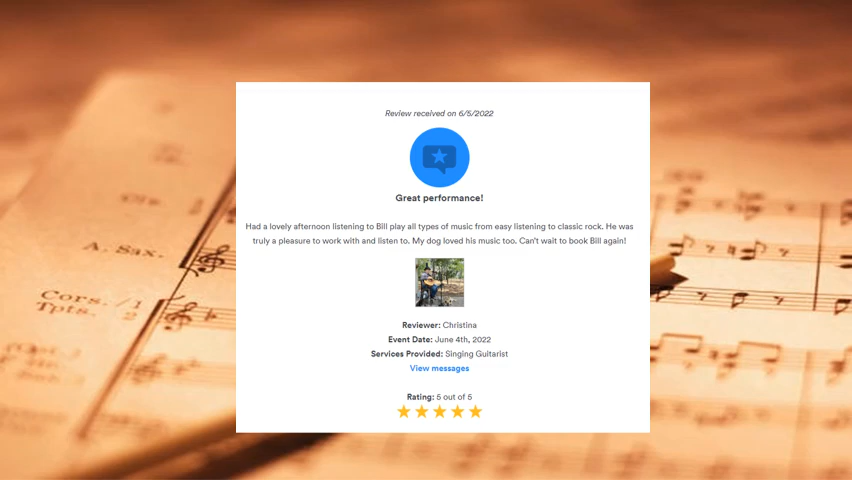 Review received on 6/5/2022
Great performance!
Had a lovely afternoon listening to Bill play all types of music from easy listening to classic rock. He was
truly a pleasure to work with and listen to. My dog loved his music too. Can't wait to book Bill again!
A. Sax.
Cors. /1
Tpts. 2
Reviewer: Christina
Event Date: June 4th, 2022
Services Provided: Singing Guitarist
View messages
Rating: 5 out of 5